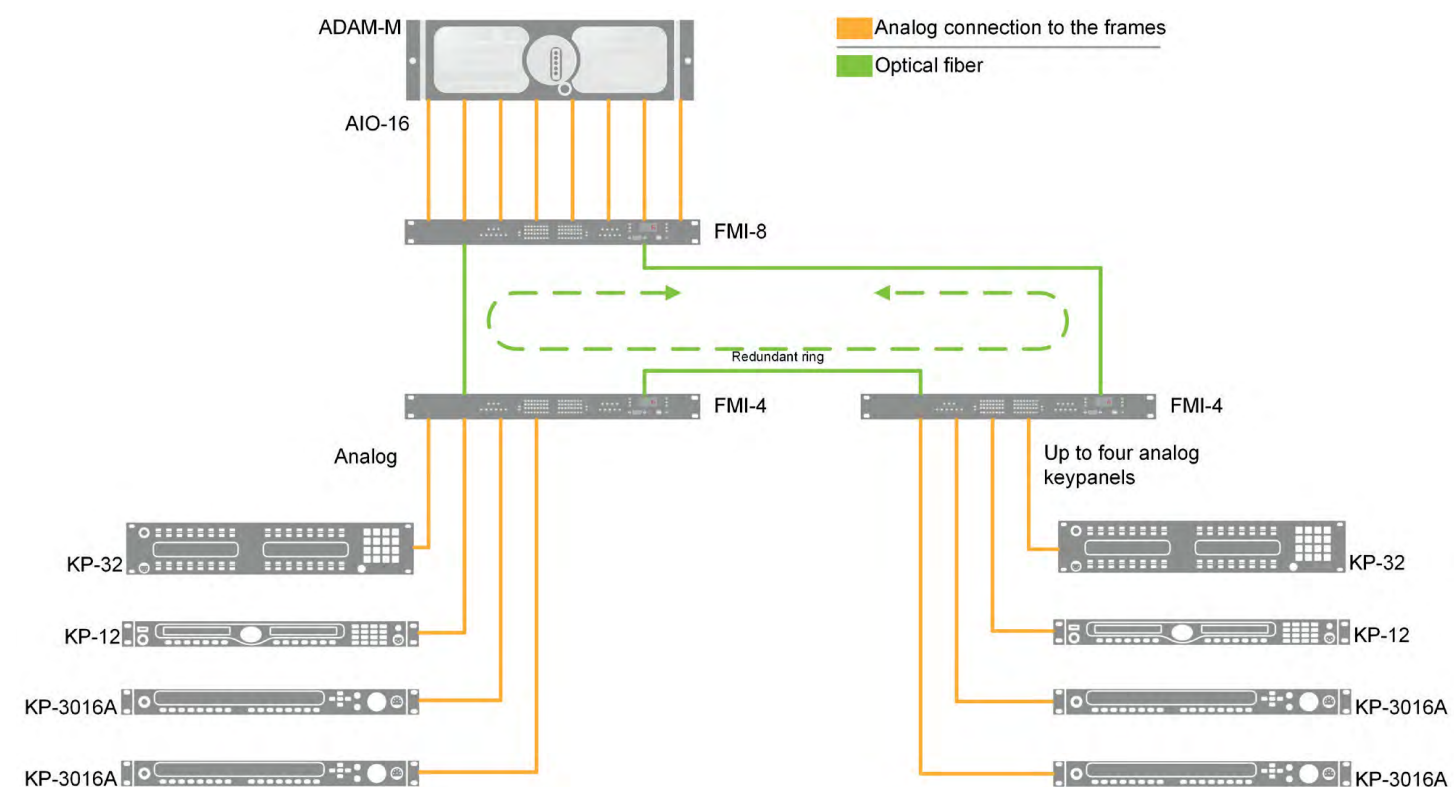 ADAM-M
Analog connection to the frames
Optical fiber
AIO-16
FMI-8
Redundant ring
FMI-4
FMI-4
Analog
Up to four analog
keypanels
KP-32
KP-32
KP-12
KP-12
KP-3016A
KP-3016A
KP-3016A
KP-3016A